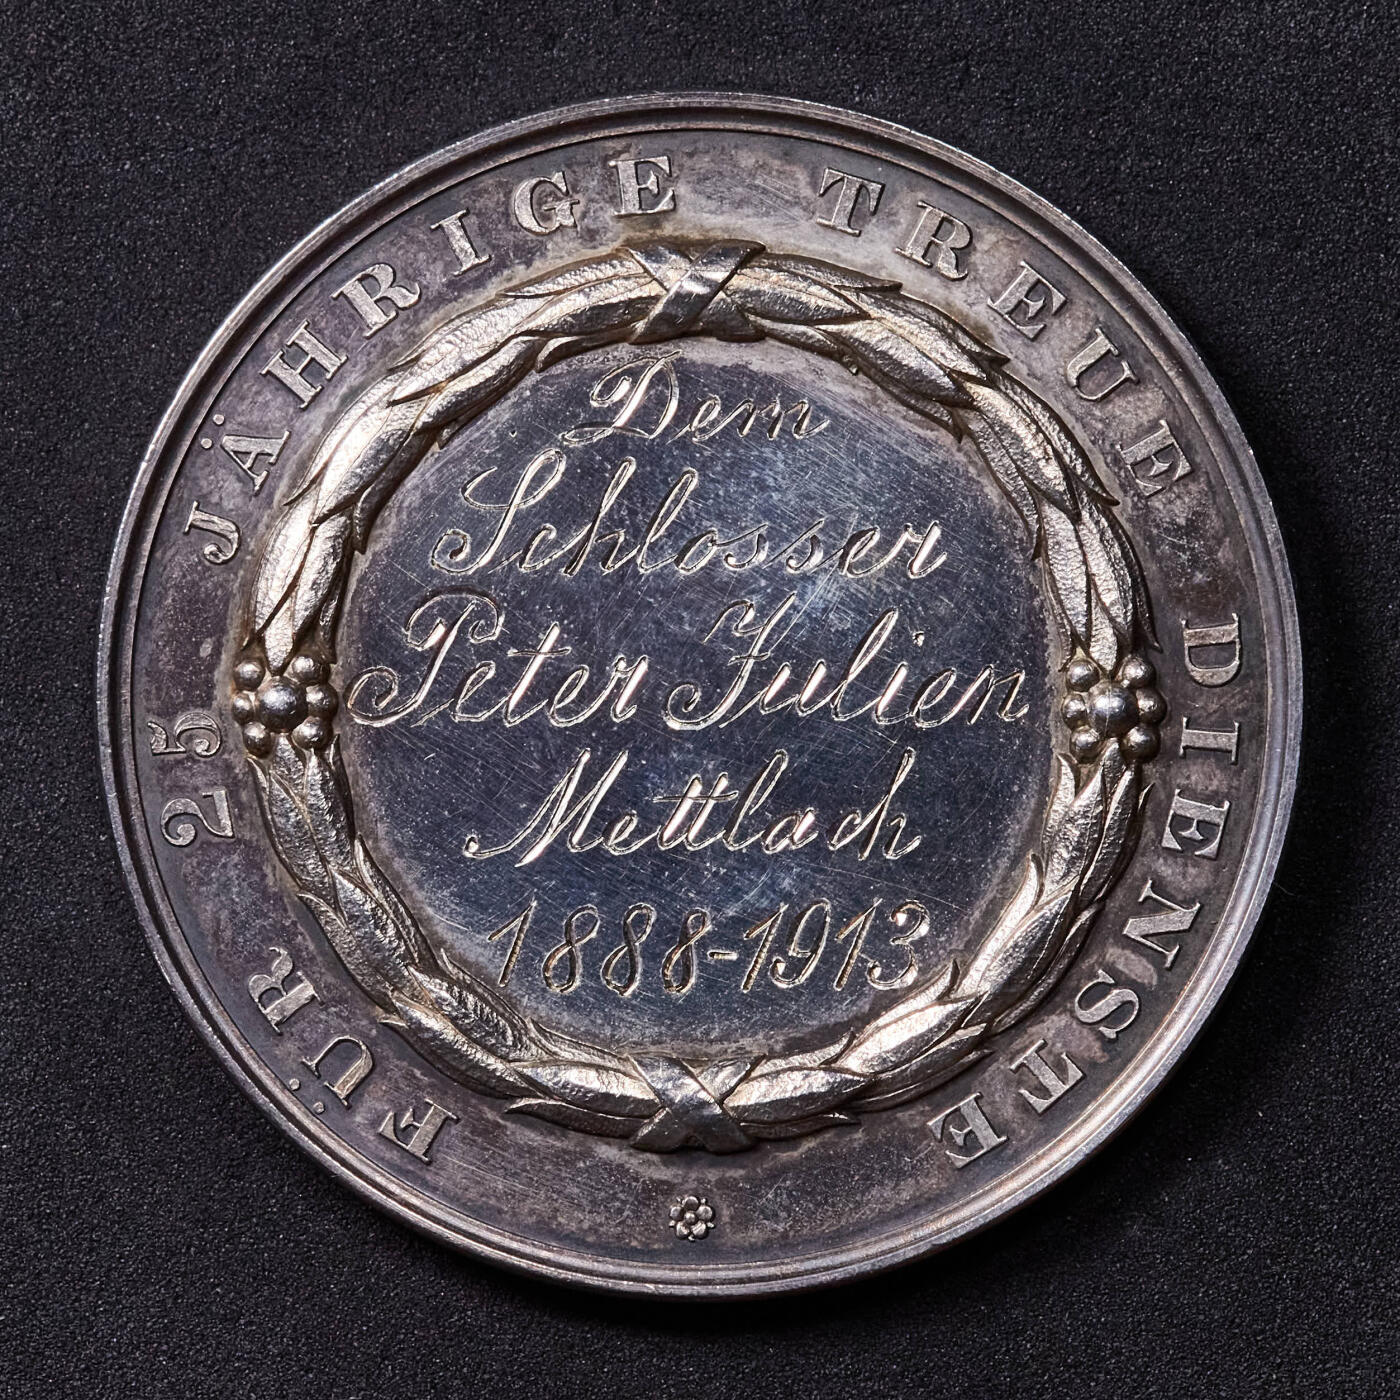 FÜR 25 JÄHRIGE TREUE DIENSTE
Dem
Schlosser
Peter Julien
Mettlach
1888-1913